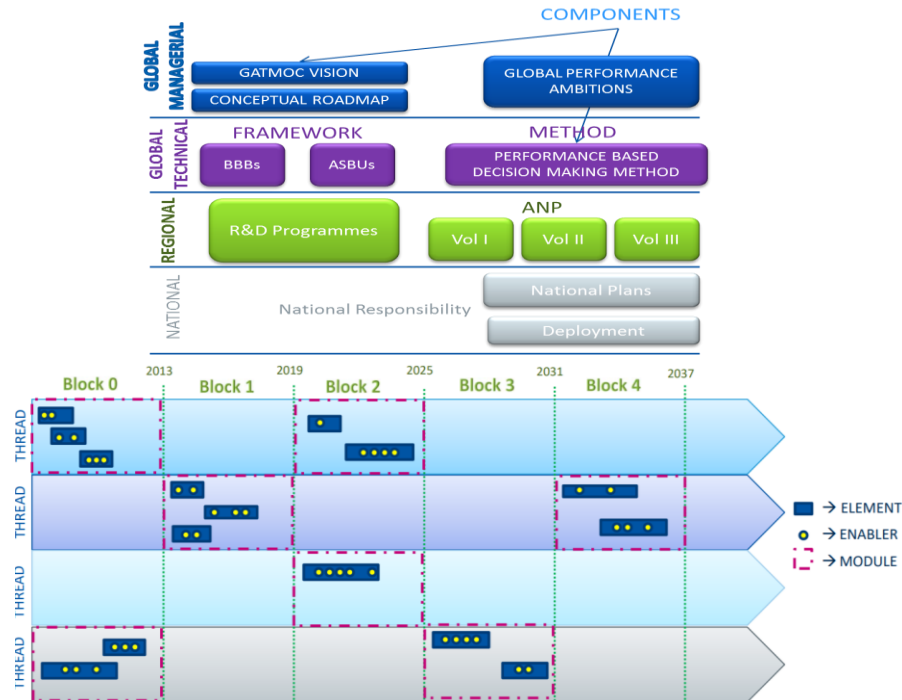 COMPONENTS
GLOBAL
MANAGERIAL
GATMOC VISION
CONCEPTUAL ROADMAP
GLOBAL PERFORMANCE
AMBITIONS
GLOBAL
TECHNICAL
FRAMEWORK
METHOD
BBBs
ASBUs
PERFORMANCE BASED
DECISION MAKING METHOD
REGIONAL
R&D Programmes
ANP
Vol I
Vol II
Vol III
NATIONAL
National Responsibility
National Plans
Deployment
2013
2019
2025
2031
2037
Block 0
Block 1
Block 2
Block 3
Block 4
THREAD
THREAD
THREAD
THREAD
→ ELEMENT
→ ENABLER
→ MODULE